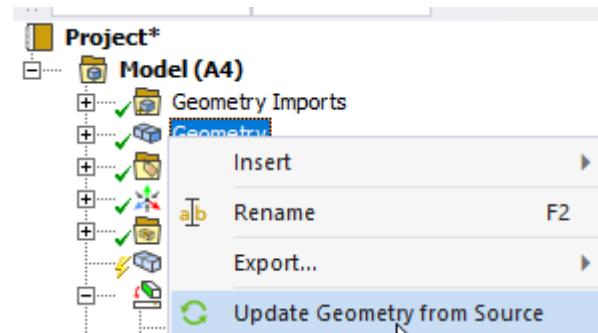 Project*
Model (A4)
Geometry Imports
Geometry
Insert
Rename F2
Export...
Update Geometry from Source